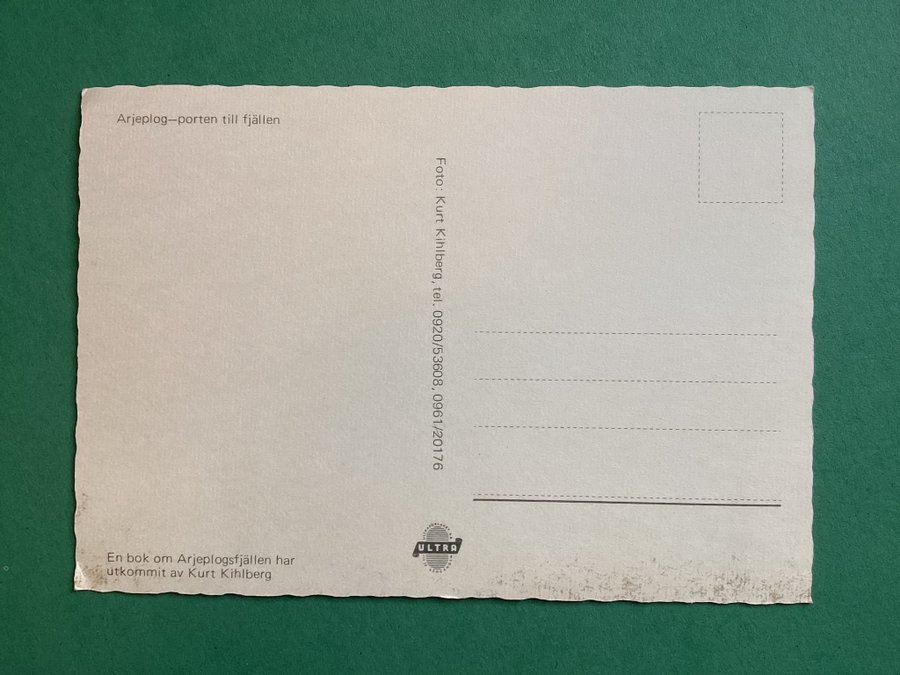 Arjeplog—porten till fjällen
Foto: Kurt Kihlberg, tel. 0920/53608, 0961/20176
En bok om Arjeplogsfjällen har
utkommit av Kurt Kihlberg
ULTRA